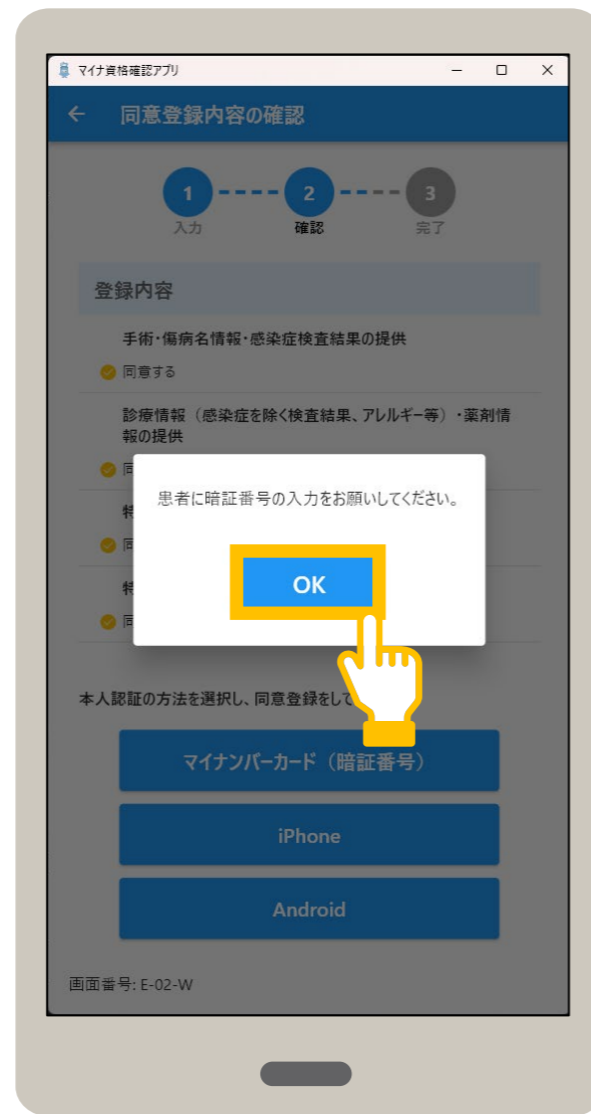 マイナ資格確認アプリ
同意登録内容の確認
1
2
3
入力
確認
完了
登録内容
手術・傷病名情報・感染症検査結果の提供
同意する
診療情報（感染症を除く検査結果、アレルギー等）・薬剤情
報の提供
患者に暗証番号の入力をお願いしてください。
OK
本人認証の方法を選択し、同意登録をして
マイナンバーカード（暗証番号）
iPhone
Android
画面番号: E-02-W